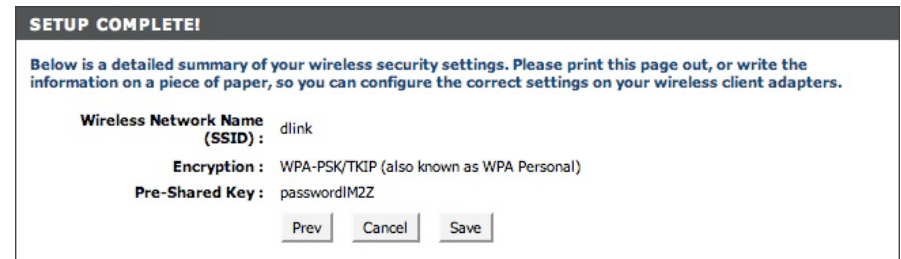 SETUP COMPLETE!
Below is a detailed summary of your wireless security settings. Please print this page out, or write the
information on a piece of paper, so you can configure the correct settings on your wireless client adapters.
Wireless Network Name
(SSID) : dlink
Encryption : WPA-PSK/TKIP (also known as WPA Personal)
Pre-Shared Key : passwordIM2Z
Prev Cancel Save